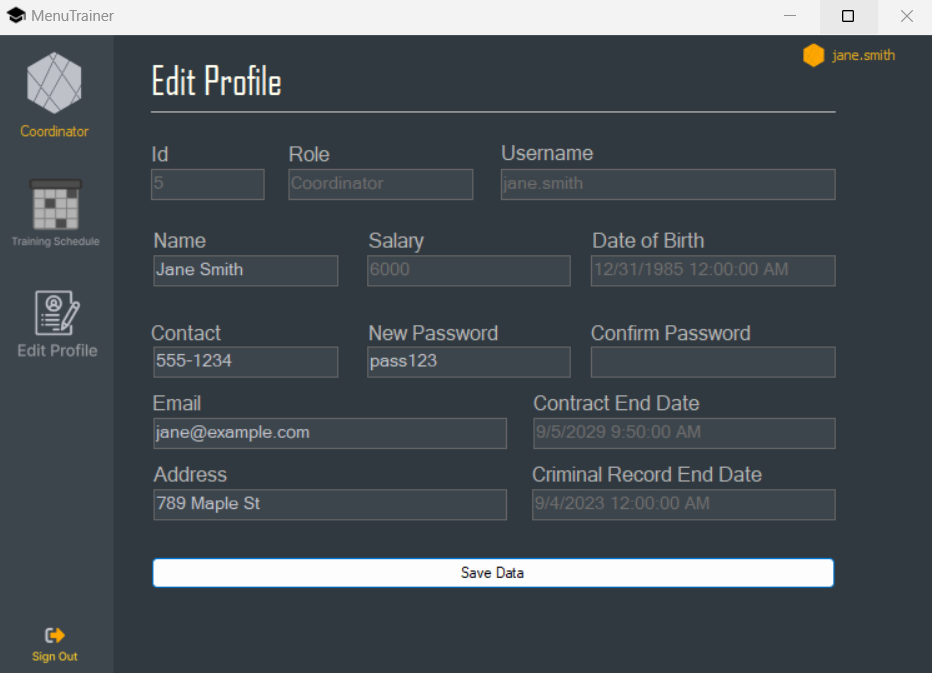 MenuTrainer
jane.smith
Coordinator
Edit Profile
Id Role Username
5 Coordinator jane.smith
Training Schedule
Name Salary Date of Birth
Jane Smith 6000 12/31/1985 12:00:00 AM
Edit Profile
Contact New Password Confirm Password
555-1234 pass123
Email Contract End Date
jane@example.com 9/5/2029 9:50:00 AM
Address Criminal Record End Date
789 Maple St 9/4/2023 12:00:00 AM
Save Data
Sign Out